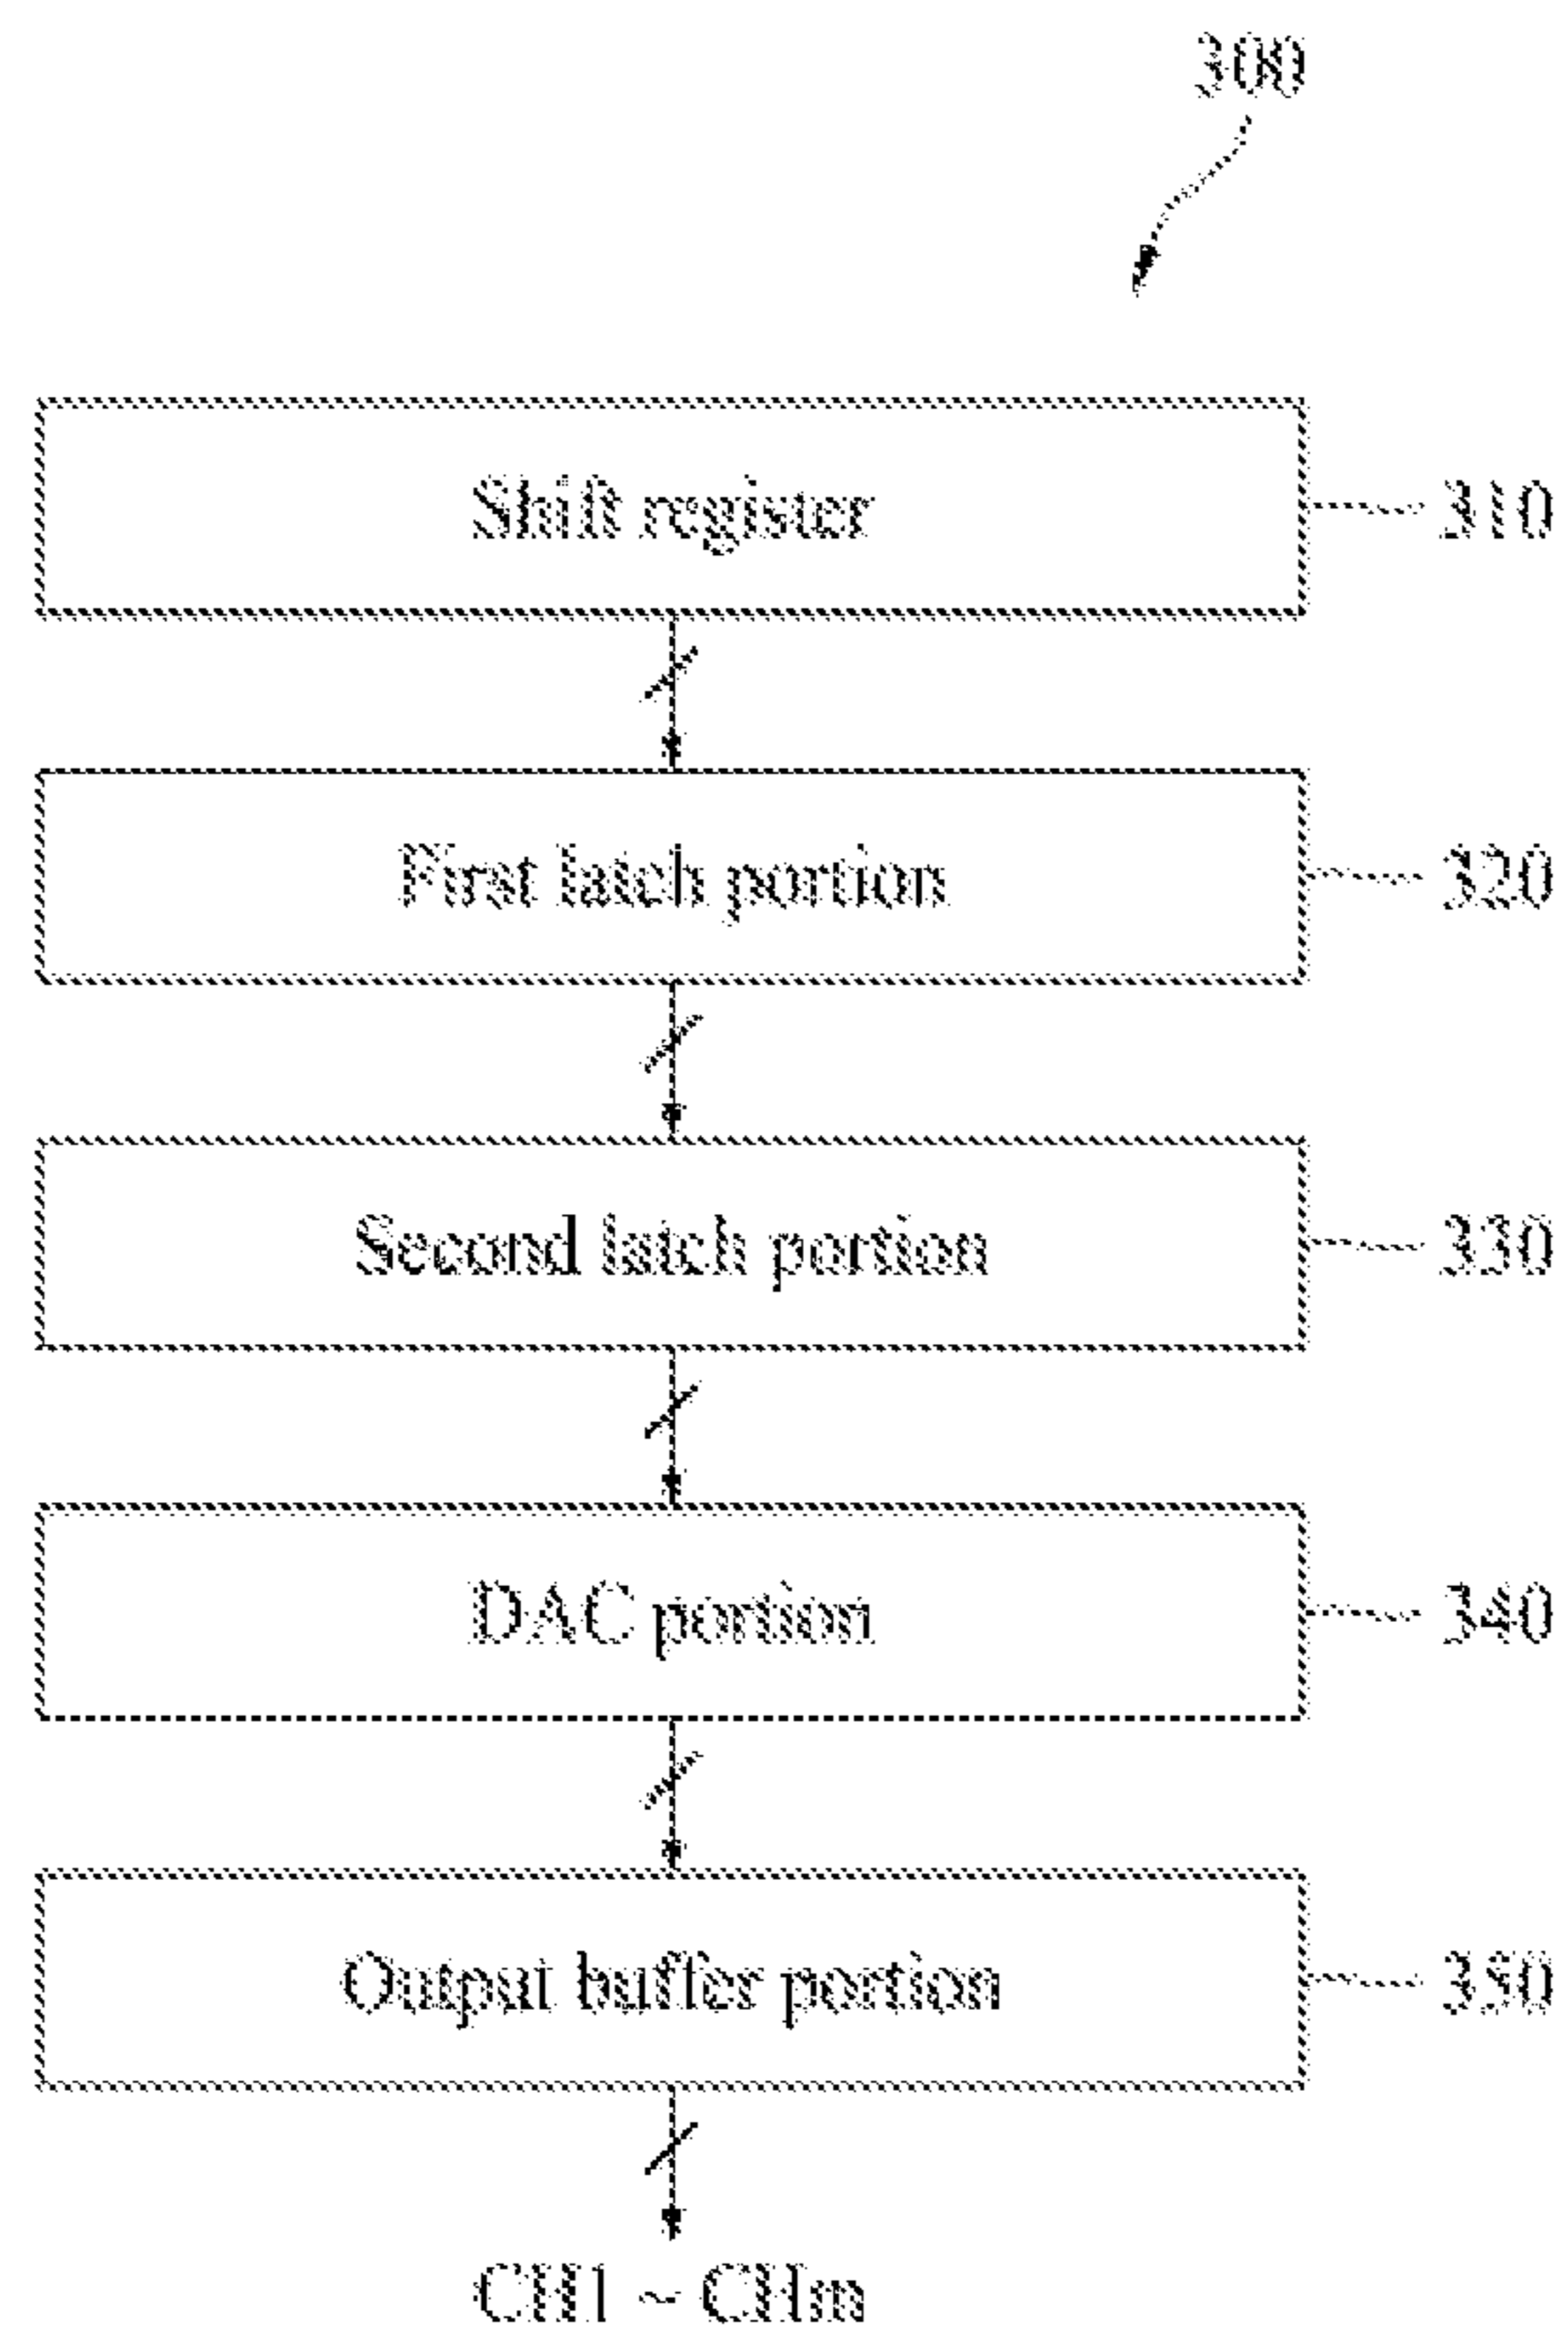 300
Shift register 310
First latch portion 320
Second latch portion 330
DAC portion 340
Output buffer portion 350
CH1 ~ CHm